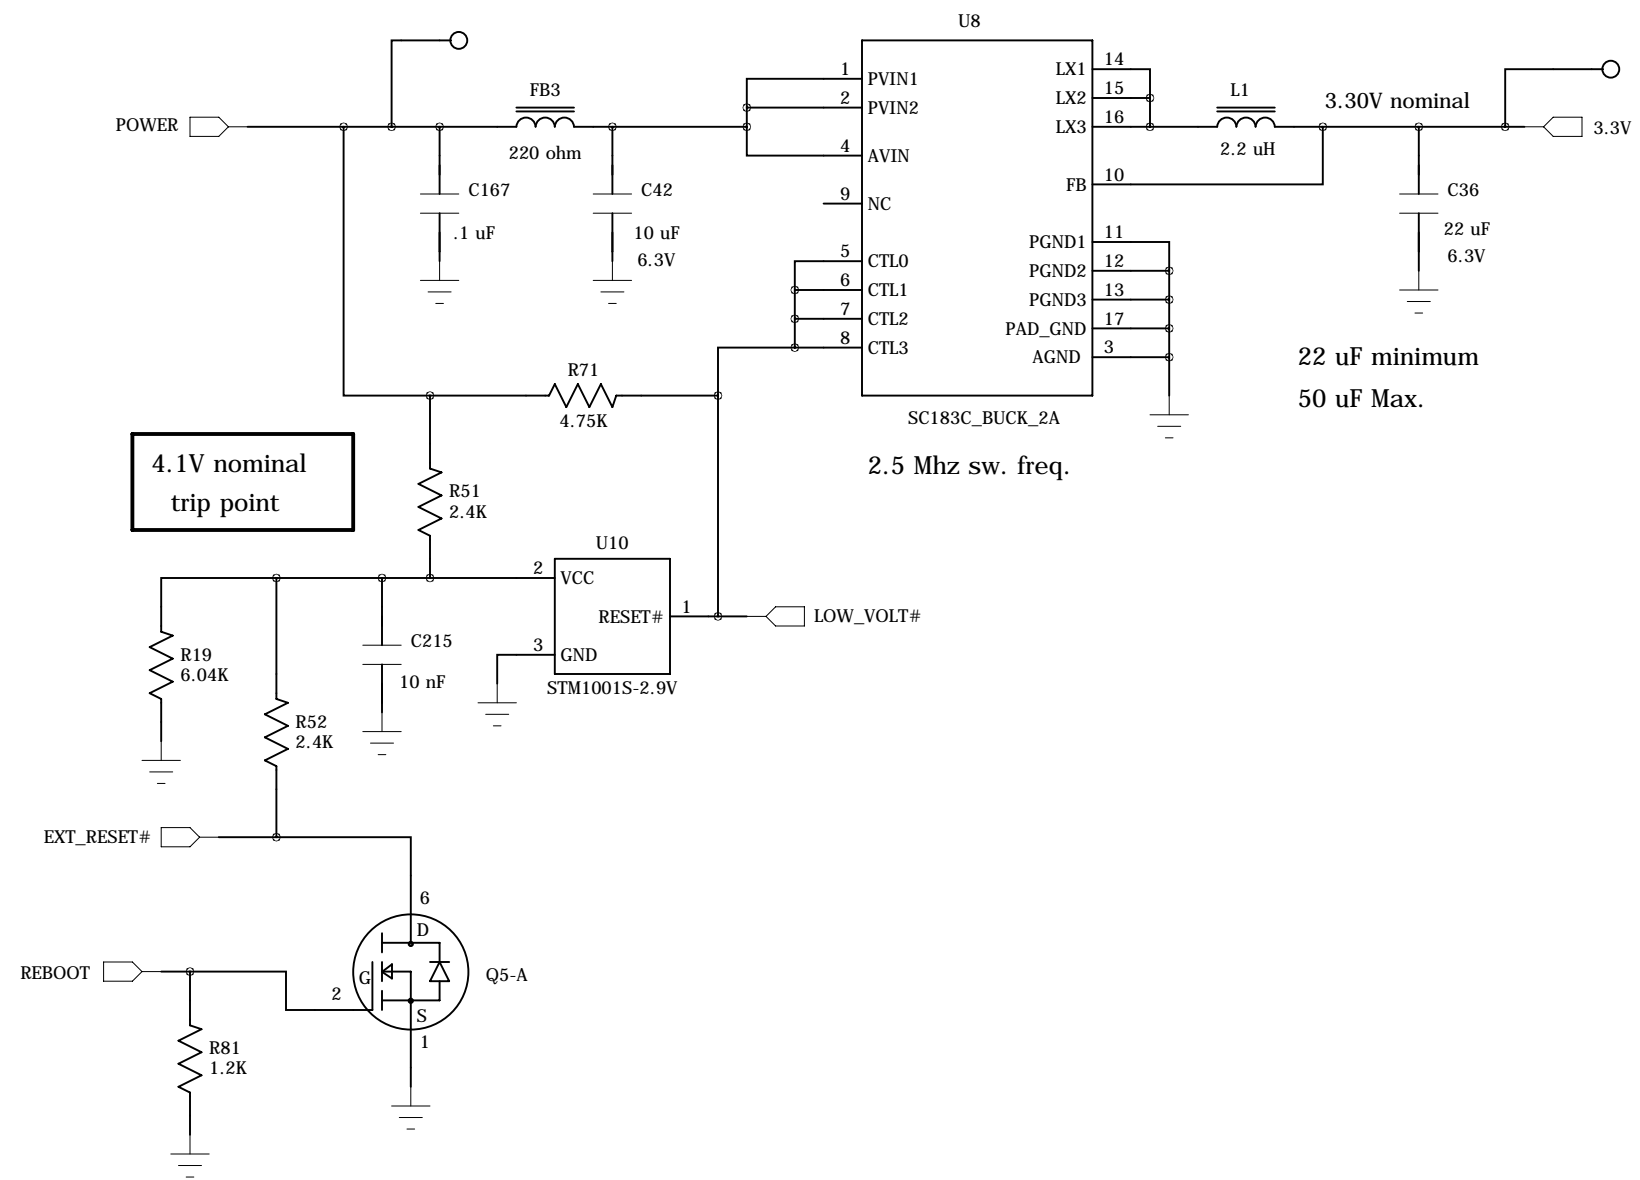 U8
FB3
POWER
220 ohm
C167
.1 uF
C42
10 uF
6.3V
1
PVIN1
2
PVIN2
4
AVIN
9
NC
5
CTL0
6
CTL1
7
CTL2
8
CTL3
LX1
14
LX2
15
LX3
16
FB
10
PGND1
11
PGND2
12
PGND3
13
PAD_GND
17
AGND
3
SC183C_BUCK_2A
2.5 Mhz sw. freq.
L1
2.2 uH
3.30V nominal
3.3V
C36
22 uF
6.3V
22 uF minimum
50 uF Max.
R71
4.75K
4.1V nominal
trip point
R51
2.4K
U10
2
VCC
RESET#
1
3
GND
STM1001S-2.9V
LOW_VOLT#
R19
6.04K
C215
10 nF
R52
2.4K
EXT_RESET#
6
D
G
S
Q5-A
REBOOT
2
1
R81
1.2K